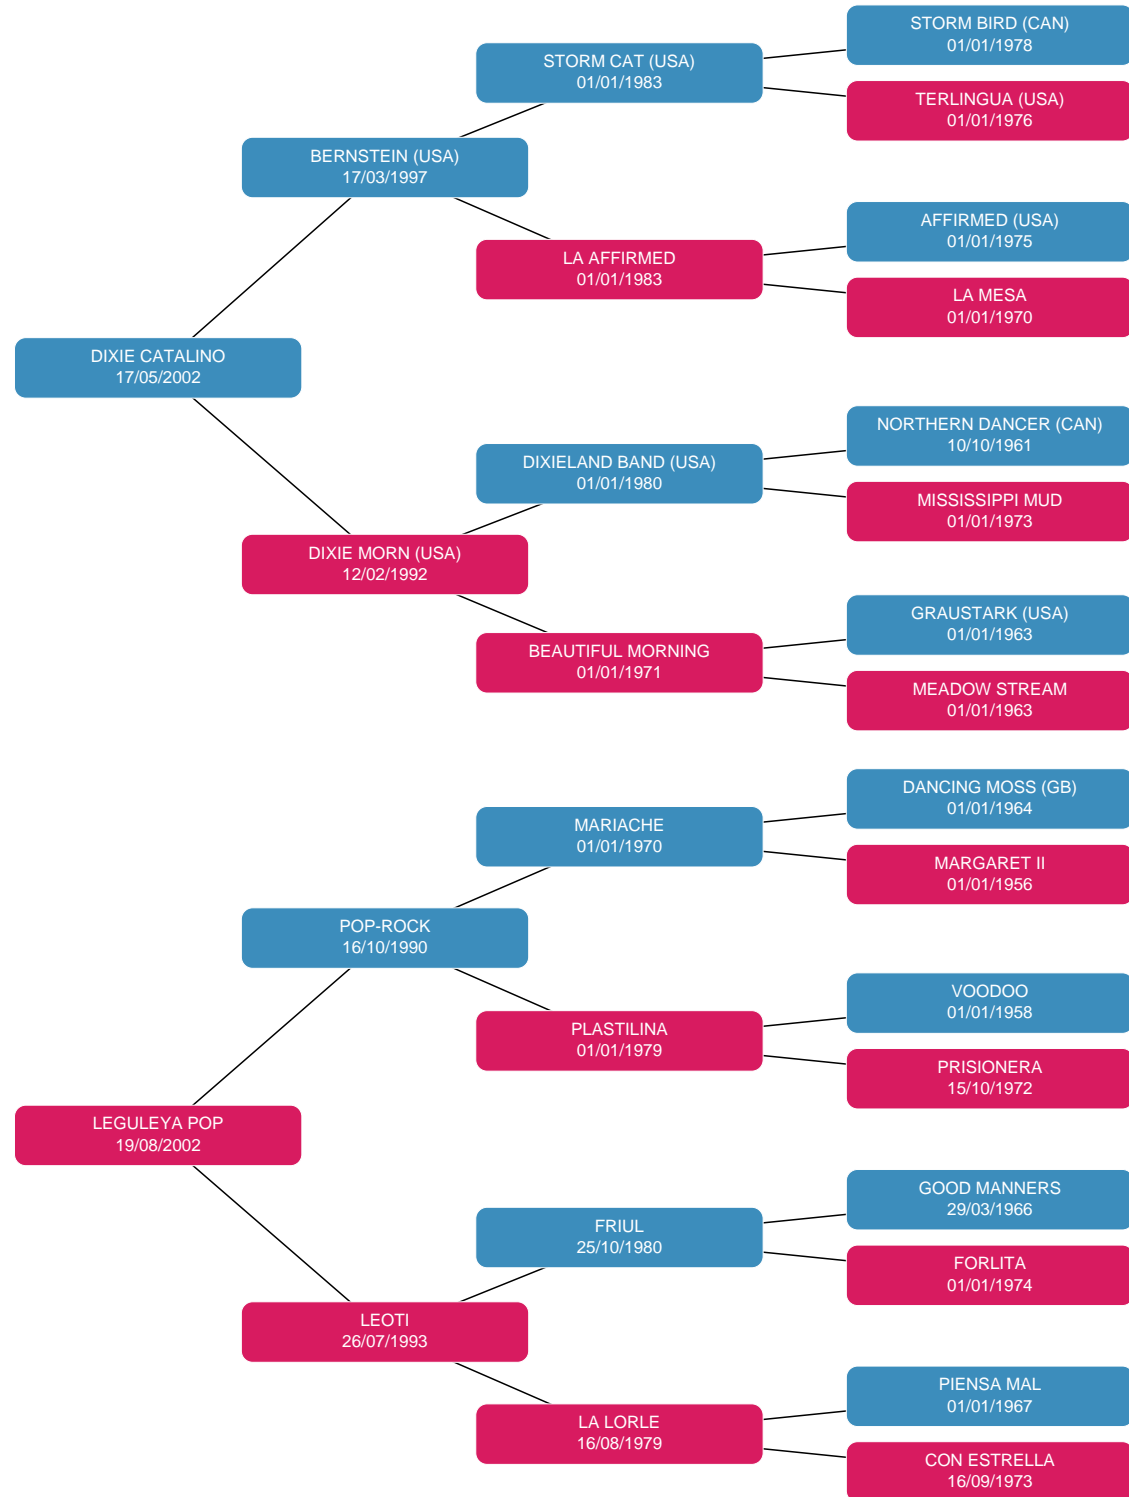 STORM BIRD (CAN)
01/01/1978
STORM CAT (USA)
01/01/1983
TERLINGUA (USA)
01/01/1976
BERNSTEIN (USA)
17/03/1997
AFFIRMED (USA)
01/01/1975
LA AFFIRMED
01/01/1983
LA MESA
01/01/1970
DIXIE CATALINO
17/05/2002
NORTHERN DANCER (CAN)
10/10/1961
DIXIELAND BAND (USA)
01/01/1980
MISSISSIPPI MUD
01/01/1973
DIXIE MORN (USA)
12/02/1992
GRAUSTARK (USA)
01/01/1963
BEAUTIFUL MORNING
01/01/1971
MEADOW STREAM
01/01/1963
DANCING MOSS (GB)
01/01/1964
MARIACHE
01/01/1970
MARGARET II
01/01/1956
POP-ROCK
16/10/1990
VOODOO
01/01/1958
PLASTILINA
01/01/1979
PRISIONERA
15/10/1972
LEGULEYA POP
19/08/2002
GOOD MANNERS
29/03/1966
FRIUL
25/10/1980
FORLITA
01/01/1974
LEOTI
26/07/1993
PIENSA MAL
01/01/1967
LA LORLE
16/08/1979
CON ESTRELLA
16/09/1973